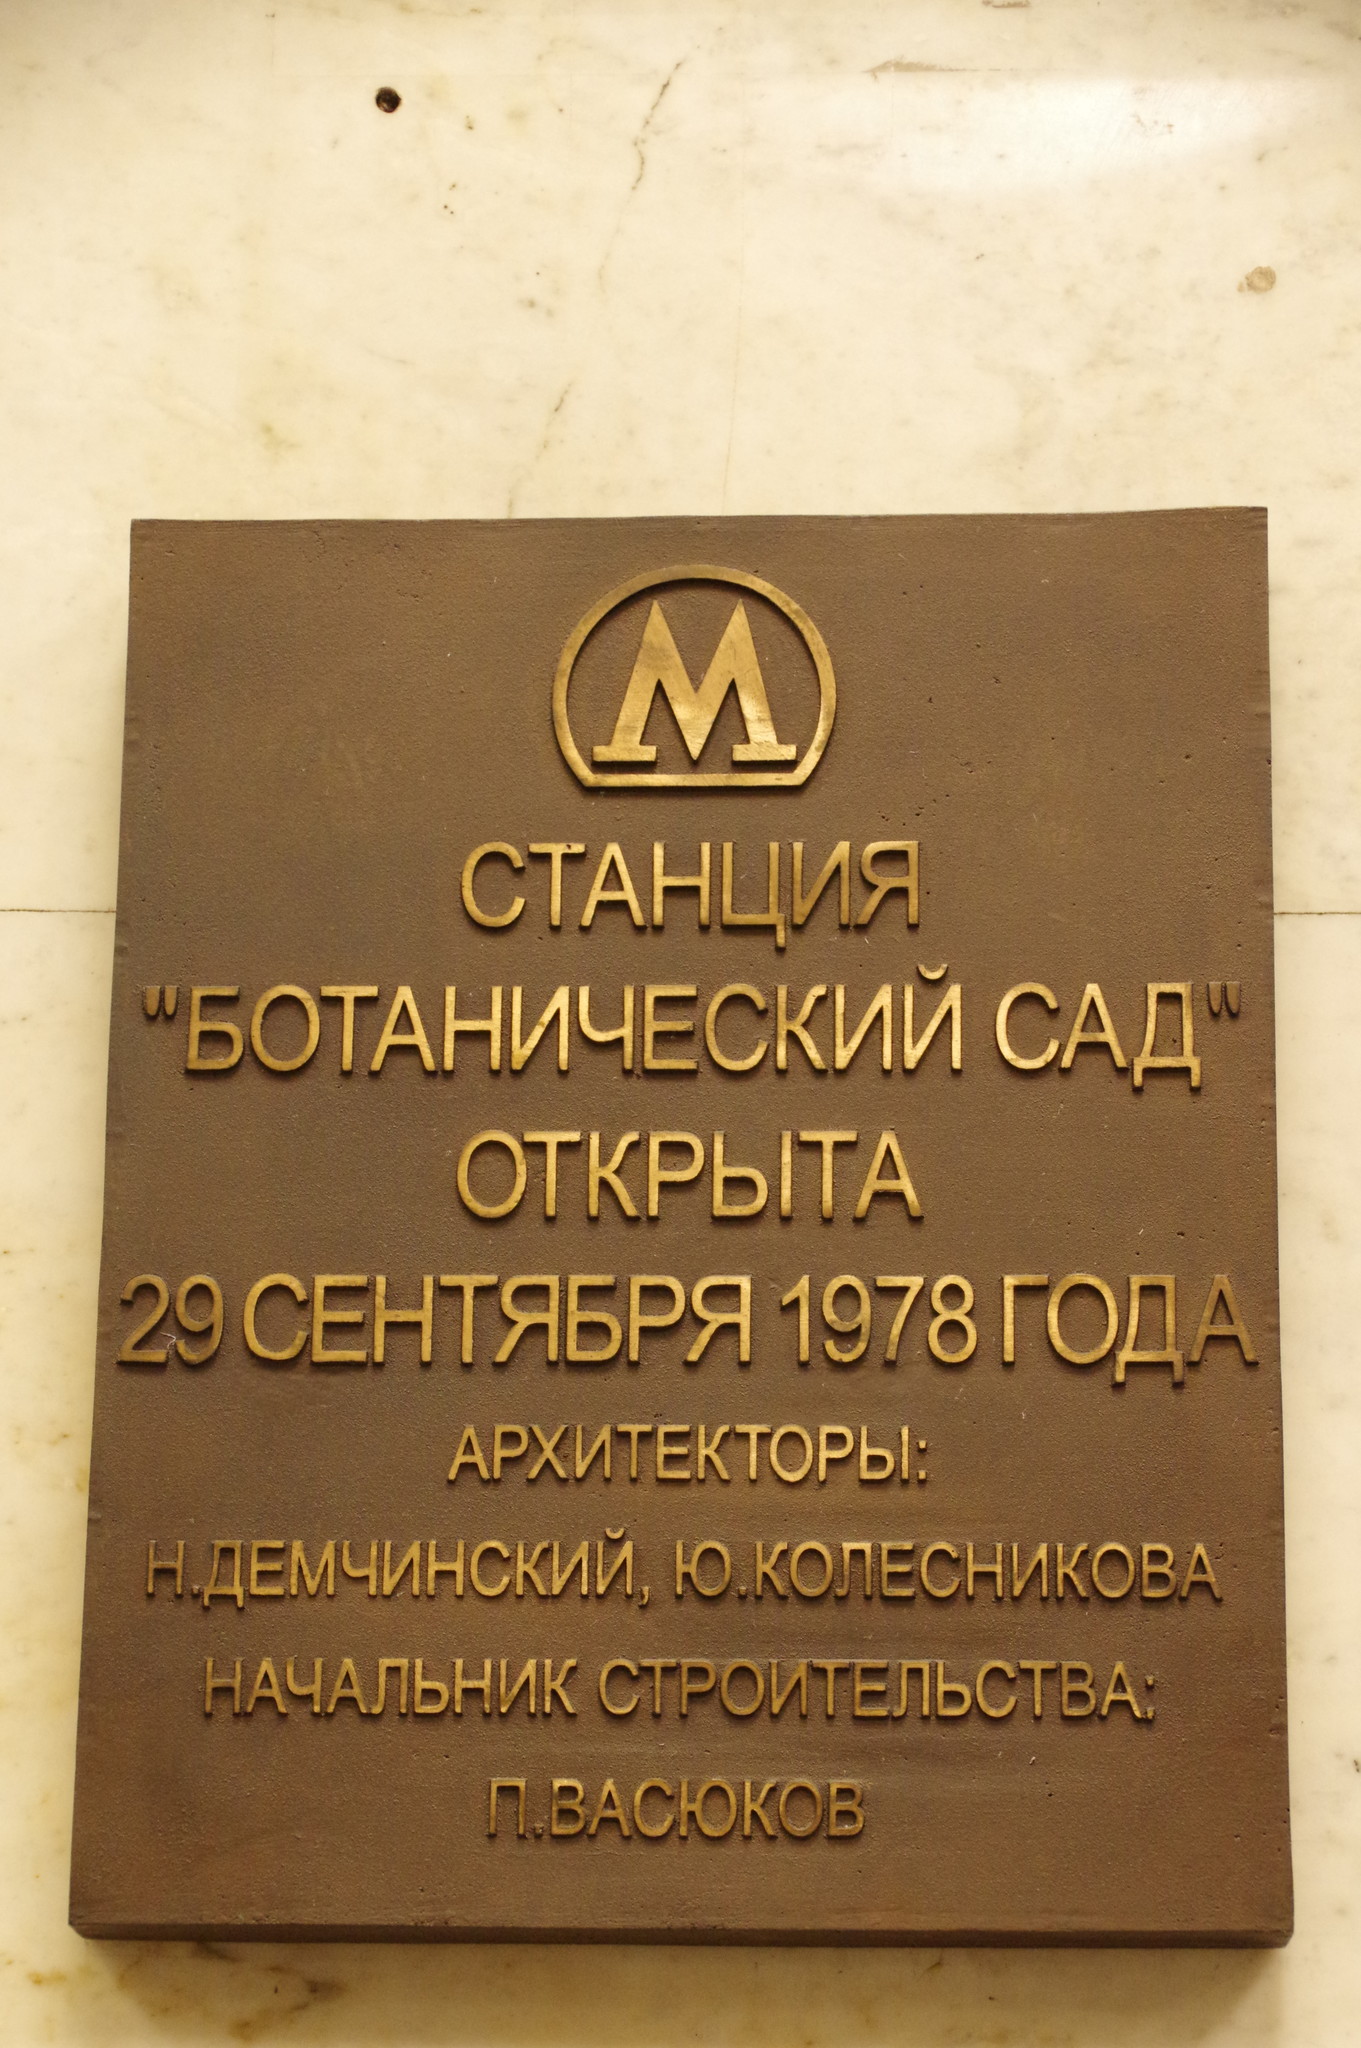 М
СТАНЦИЯ
"БОТАНИЧЕСКИЙ САД"
ОТКРЫТА
29 СЕНТЯБРЯ 1978 ГОДА
АРХИТЕКТОРЫ:
Н.ДЕМЧИНСКИЙ, Ю.КОЛЕСНИКОВА
НАЧАЛЬНИК СТРОИТЕЛЬСТВА:
П.ВАСЮКОВ